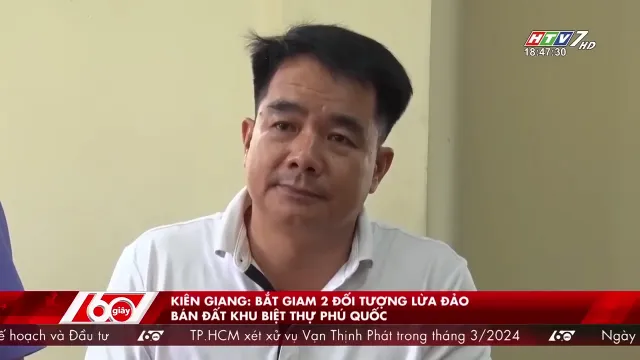 HTV7 HD
18:47:30
60 giây
KIÊN GIANG: BẮT GIAM 2 ĐỐI TƯỢNG LỪA ĐẢO
BÁN ĐẤT KHU BIỆT THỰ PHÚ QUỐC
ế hoạch và Đầu tư 60 TP.HCM xét xử vụ Vạn Thịnh Phát trong tháng 3/2024 60